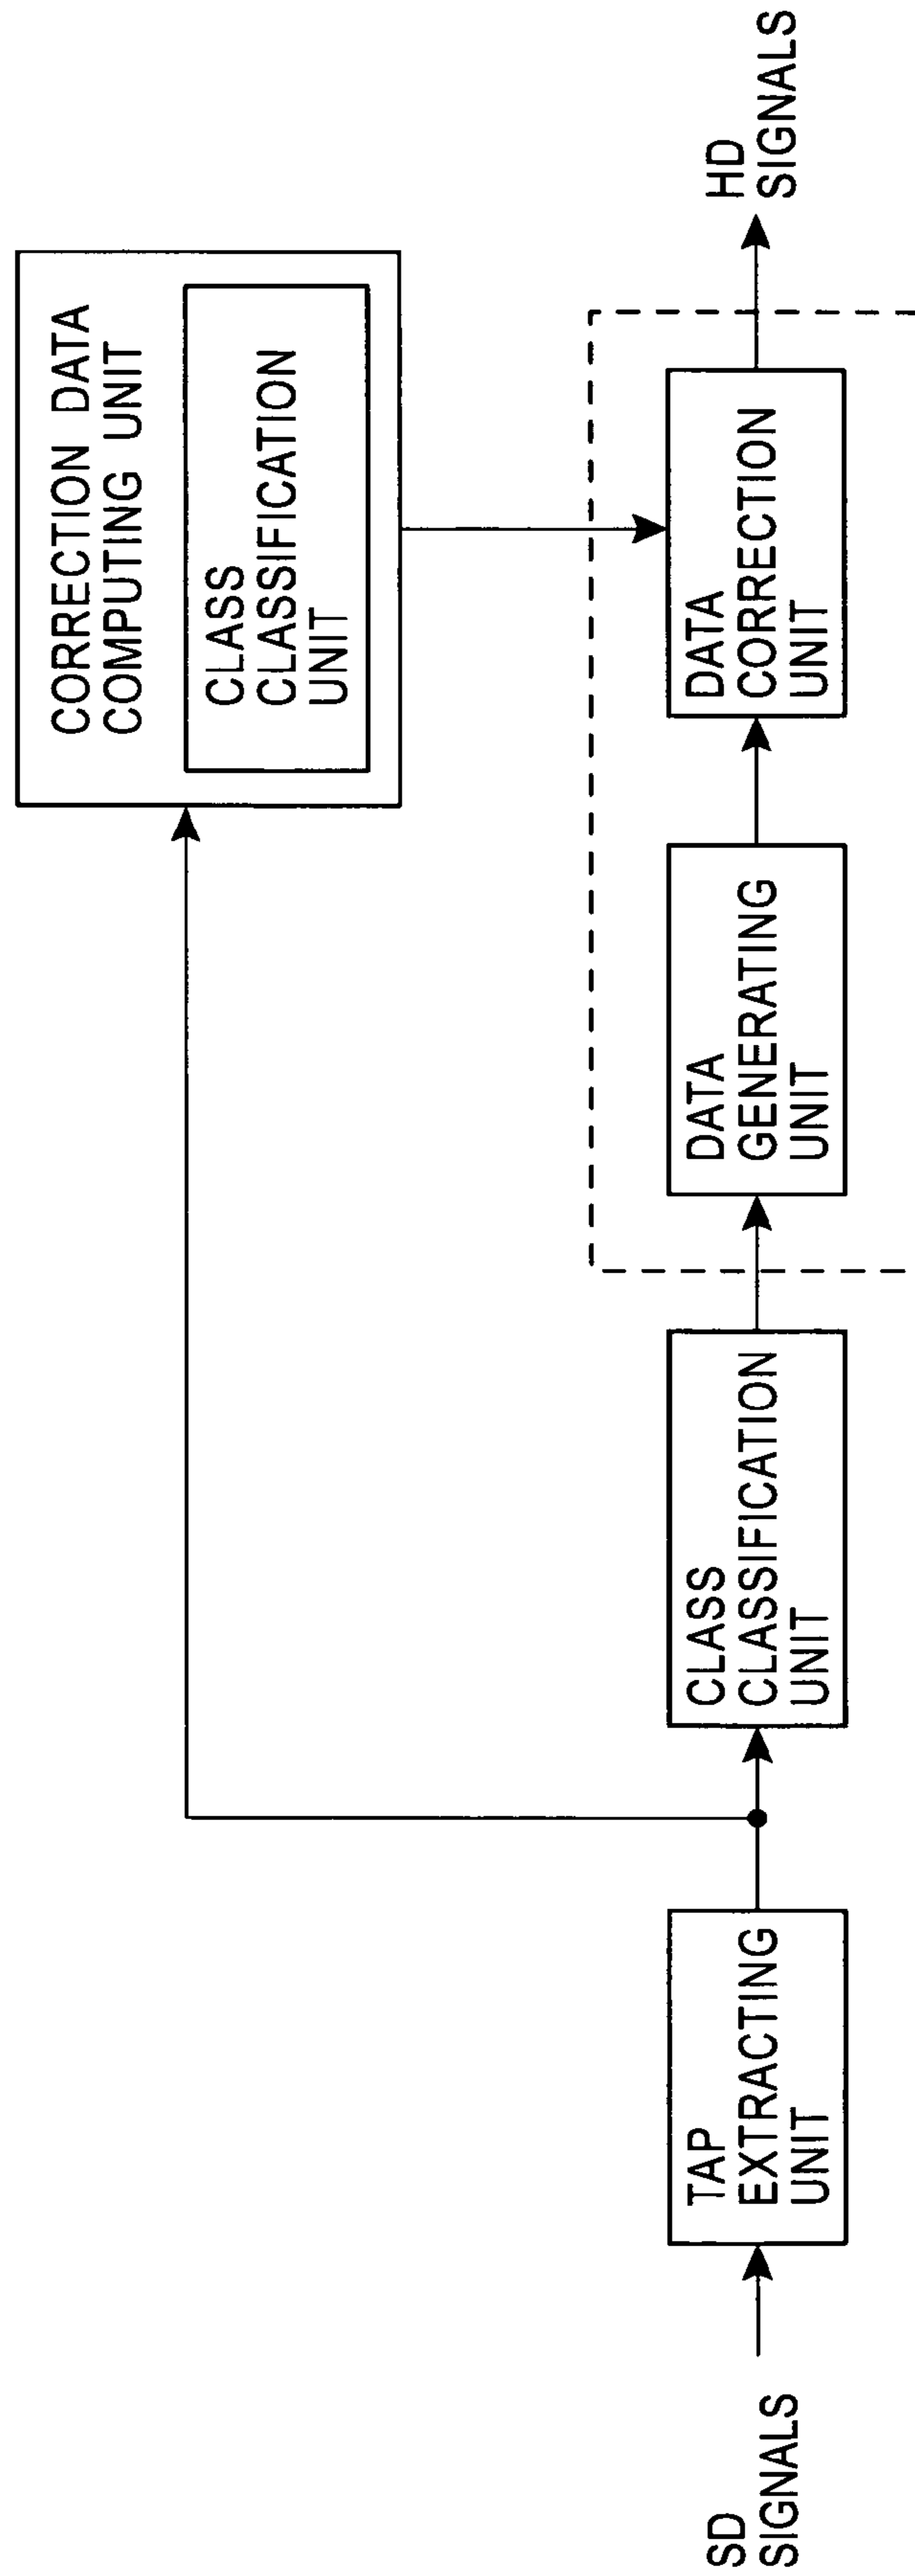 CORRECTION DATA
COMPUTING UNIT
CLASS
CLASSIFICATION
UNIT
SD
SIGNALS
TAP
EXTRACTING
UNIT
CLASS
CLASSIFICATION
UNIT
DATA
GENERATING
UNIT
DATA
CORRECTION
UNIT
HD
SIGNALS